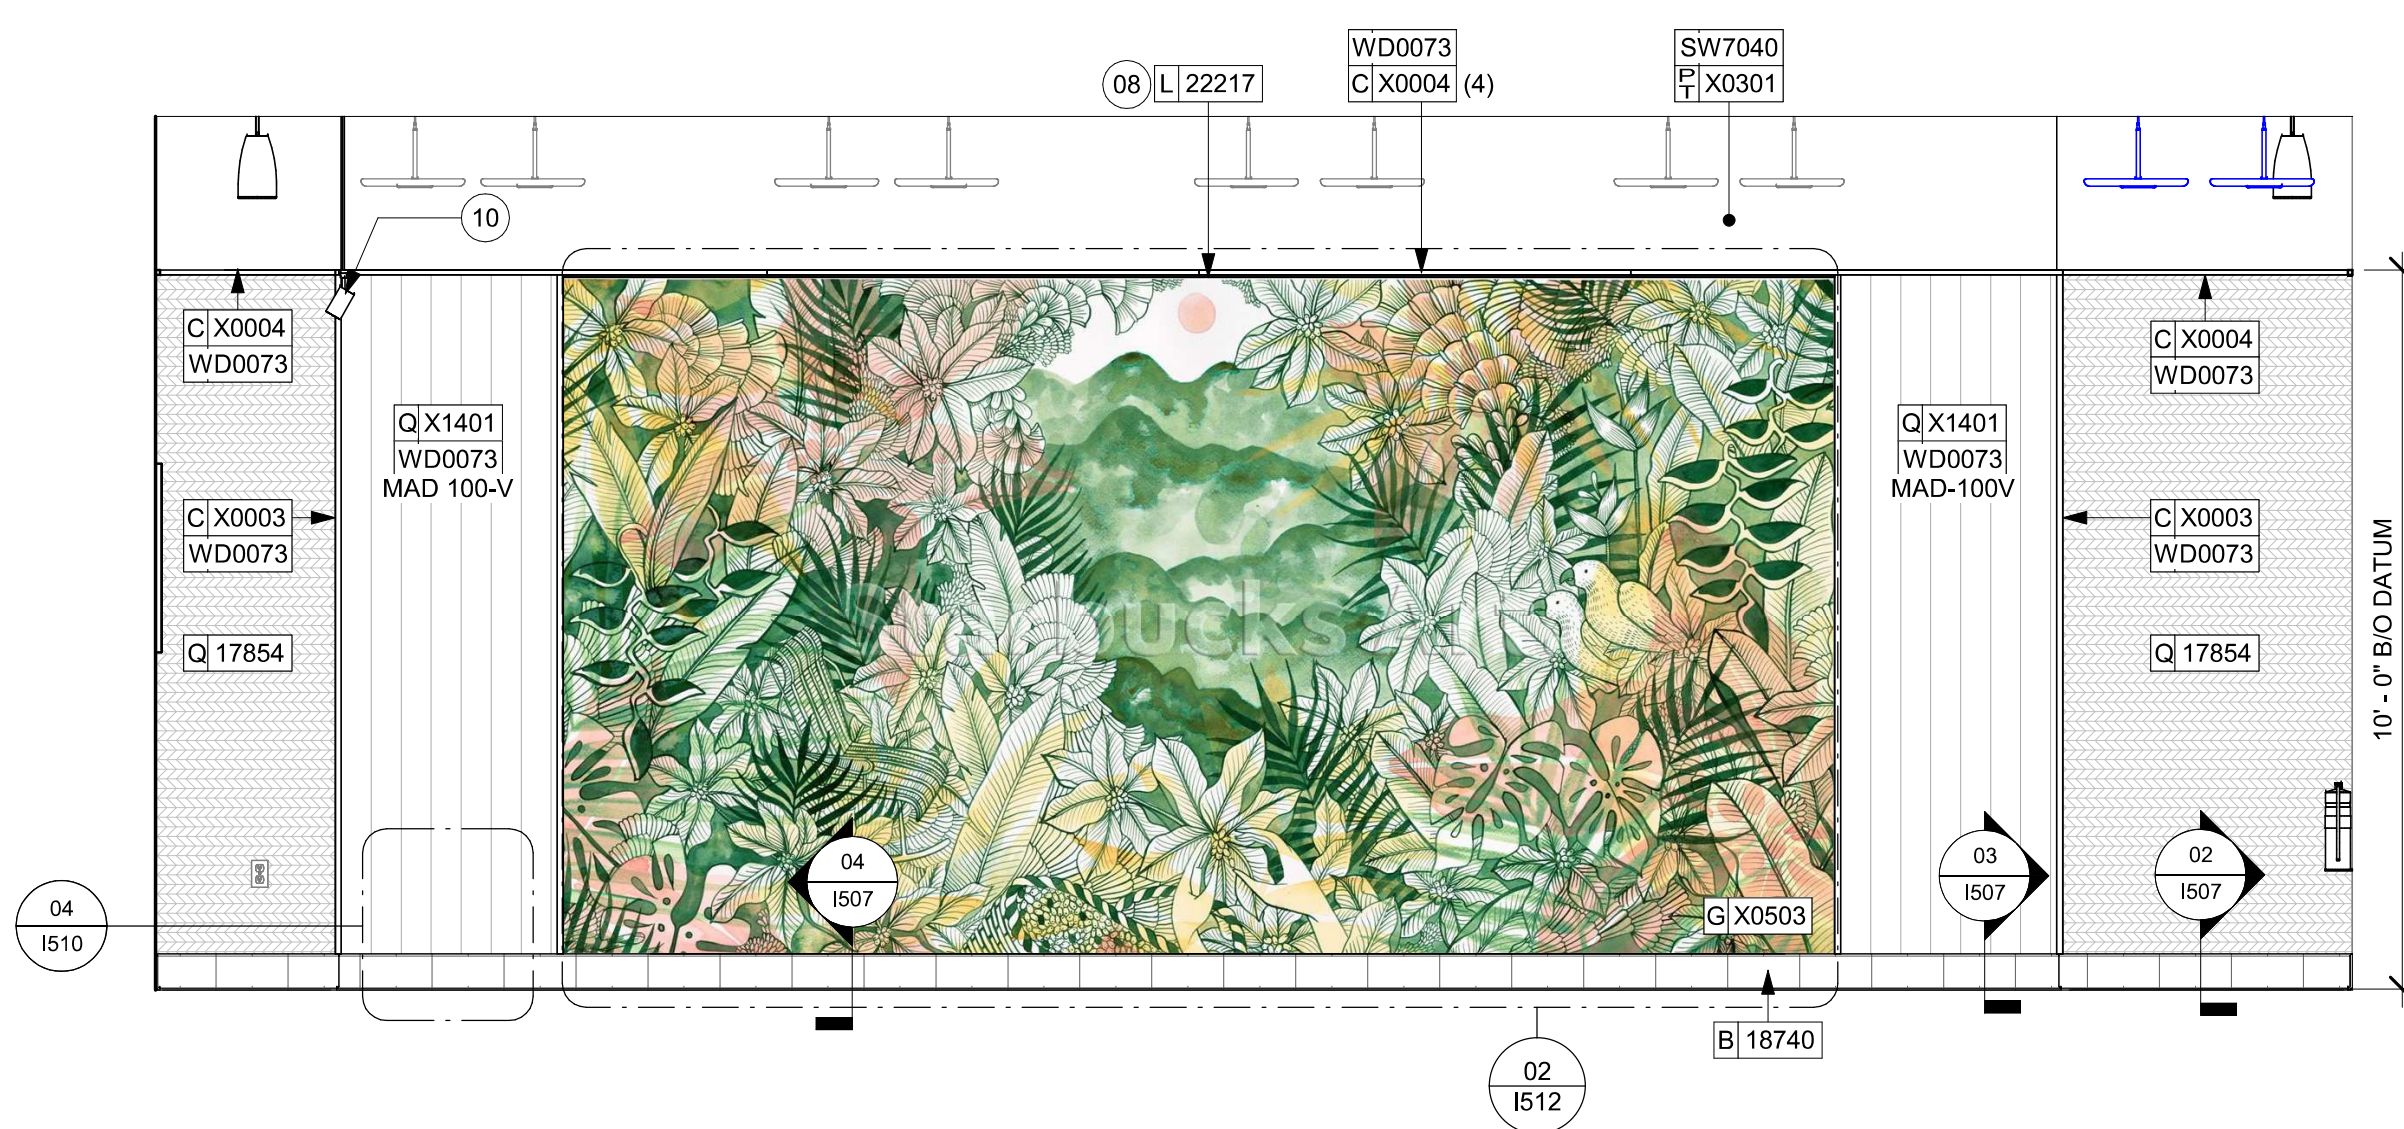 WD0073
SW7040
08 L 22217
C X0004 (4)
PT X0301
10
C X0004
WD0073
C X0004
WD0073
Q X1401
WD0073
MAD 100-V
Q X1401
WD0073
MAD-100V
C X0003
WD0073
C X0003
WD0073
10' - 0" B/O DATUM
Q 17854
Q 17854
Starbucks
04
I507
03
I507
02
I507
04
I510
G X0503
B 18740
02
I512